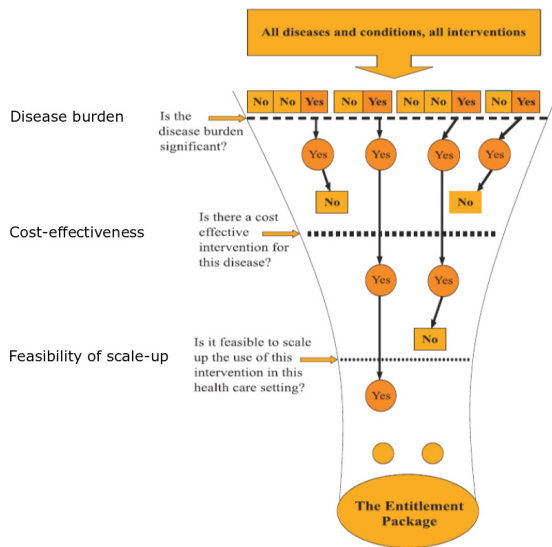 All diseases and conditions, all interventions
No No Yes No Yes No No Yes No Yes
Disease burden
Is the
disease burden
significant?
Yes Yes Yes Yes
No No
Cost-effectiveness
Is there a cost
effective
intervention for
this disease?
Yes Yes
No
Feasibility of scale-up
Is it feasible to scale
up the use of this
intervention in this
health care setting?
Yes
The Entitlement
Package